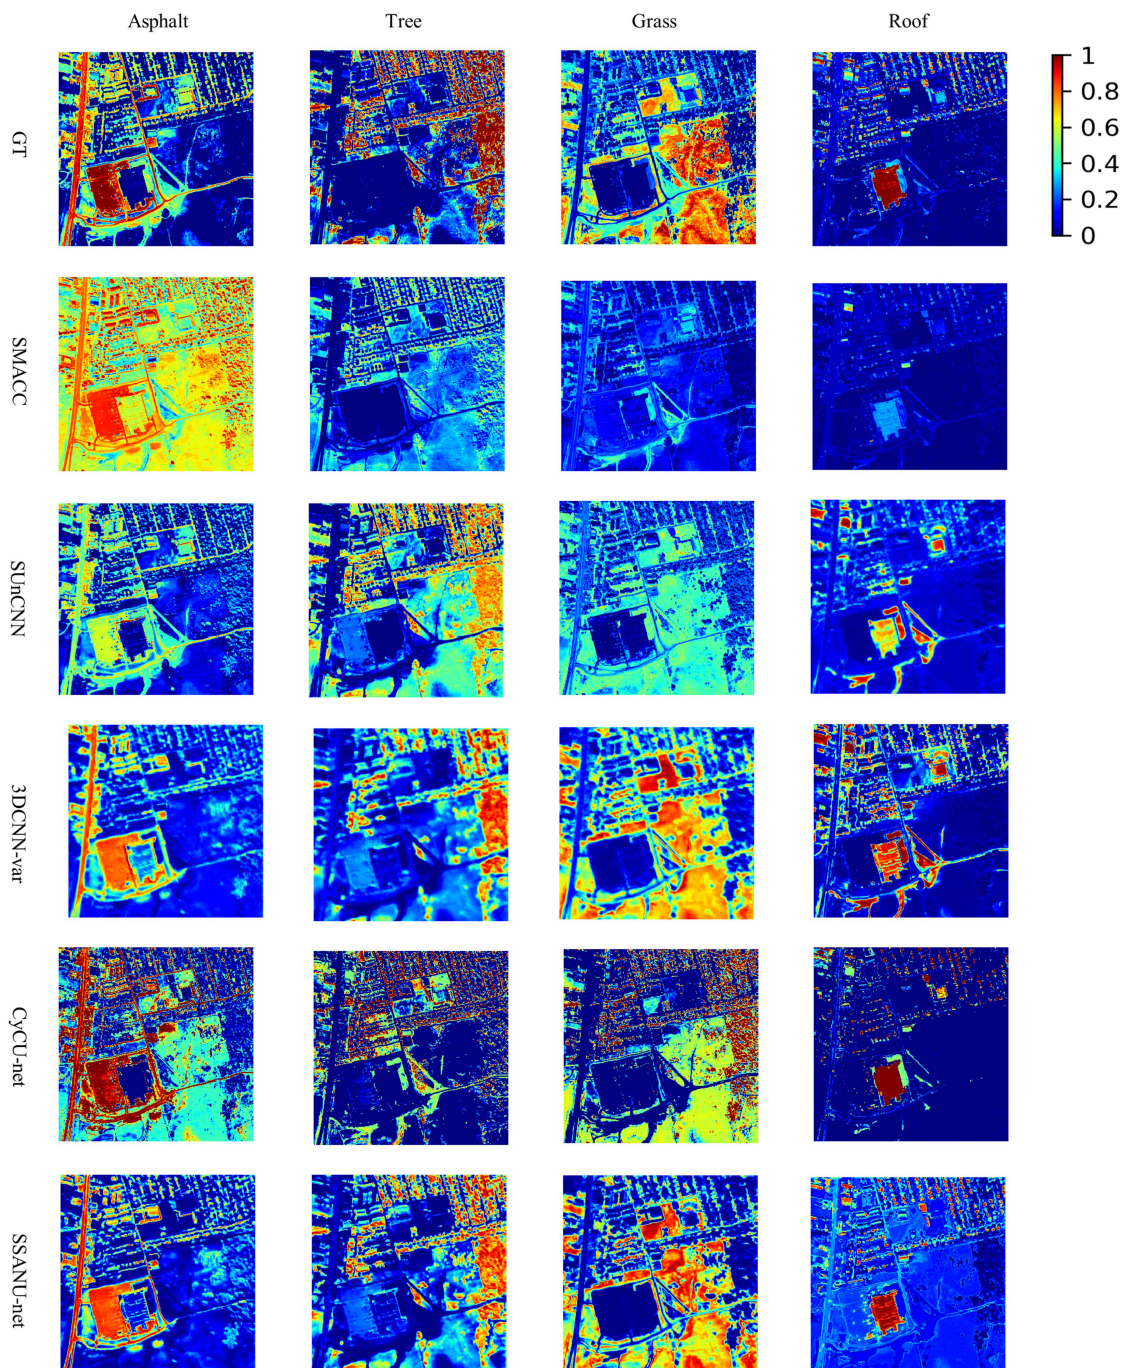 Asphalt Tree Grass Roof
GT
1
0.8
0.6
0.4
0.2
0
SMACC
SUnCNN
3DCNN-var
CyCU-net
SSANU-net